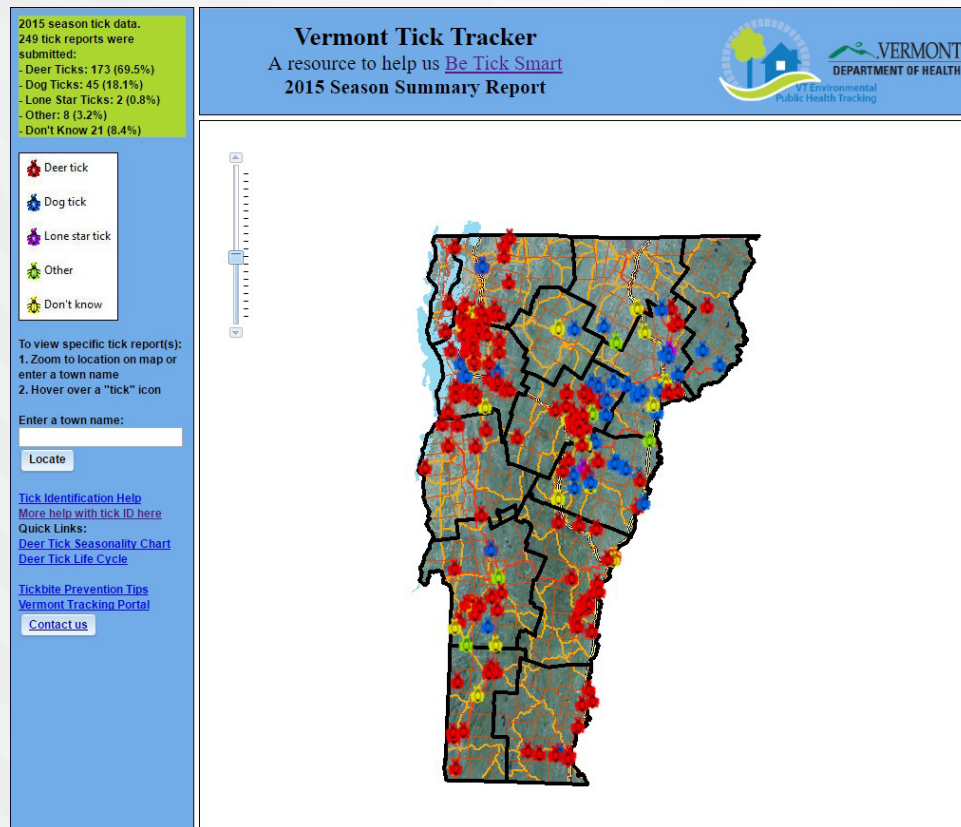 2015 season tick data.
249 tick reports were
submitted:
- Deer Ticks: 173 (69.5%)
- Dog Ticks: 45 (18.1%)
- Lone Star Ticks: 2 (0.8%)
- Other: 8 (3.2%)
- Don't Know 21 (8.4%)
Deer tick
Dog tick
Lone star tick
Other
Don't know
To view specific tick report(s):
1. Zoom to location on map or
enter a town name
2. Hover over a "tick" icon
Enter a town name:
Locate
Tick Identification Help
More help with tick ID here
Quick Links:
Deer Tick Seasonality Chart
Deer Tick Life Cycle
Tickbite Prevention Tips
Vermont Tracking Portal
Contact us
Vermont Tick Tracker
A resource to help us Be Tick Smart
2015 Season Summary Report
VT Environmental
Public Health Tracking
VERMONT
DEPARTMENT OF HEALTH